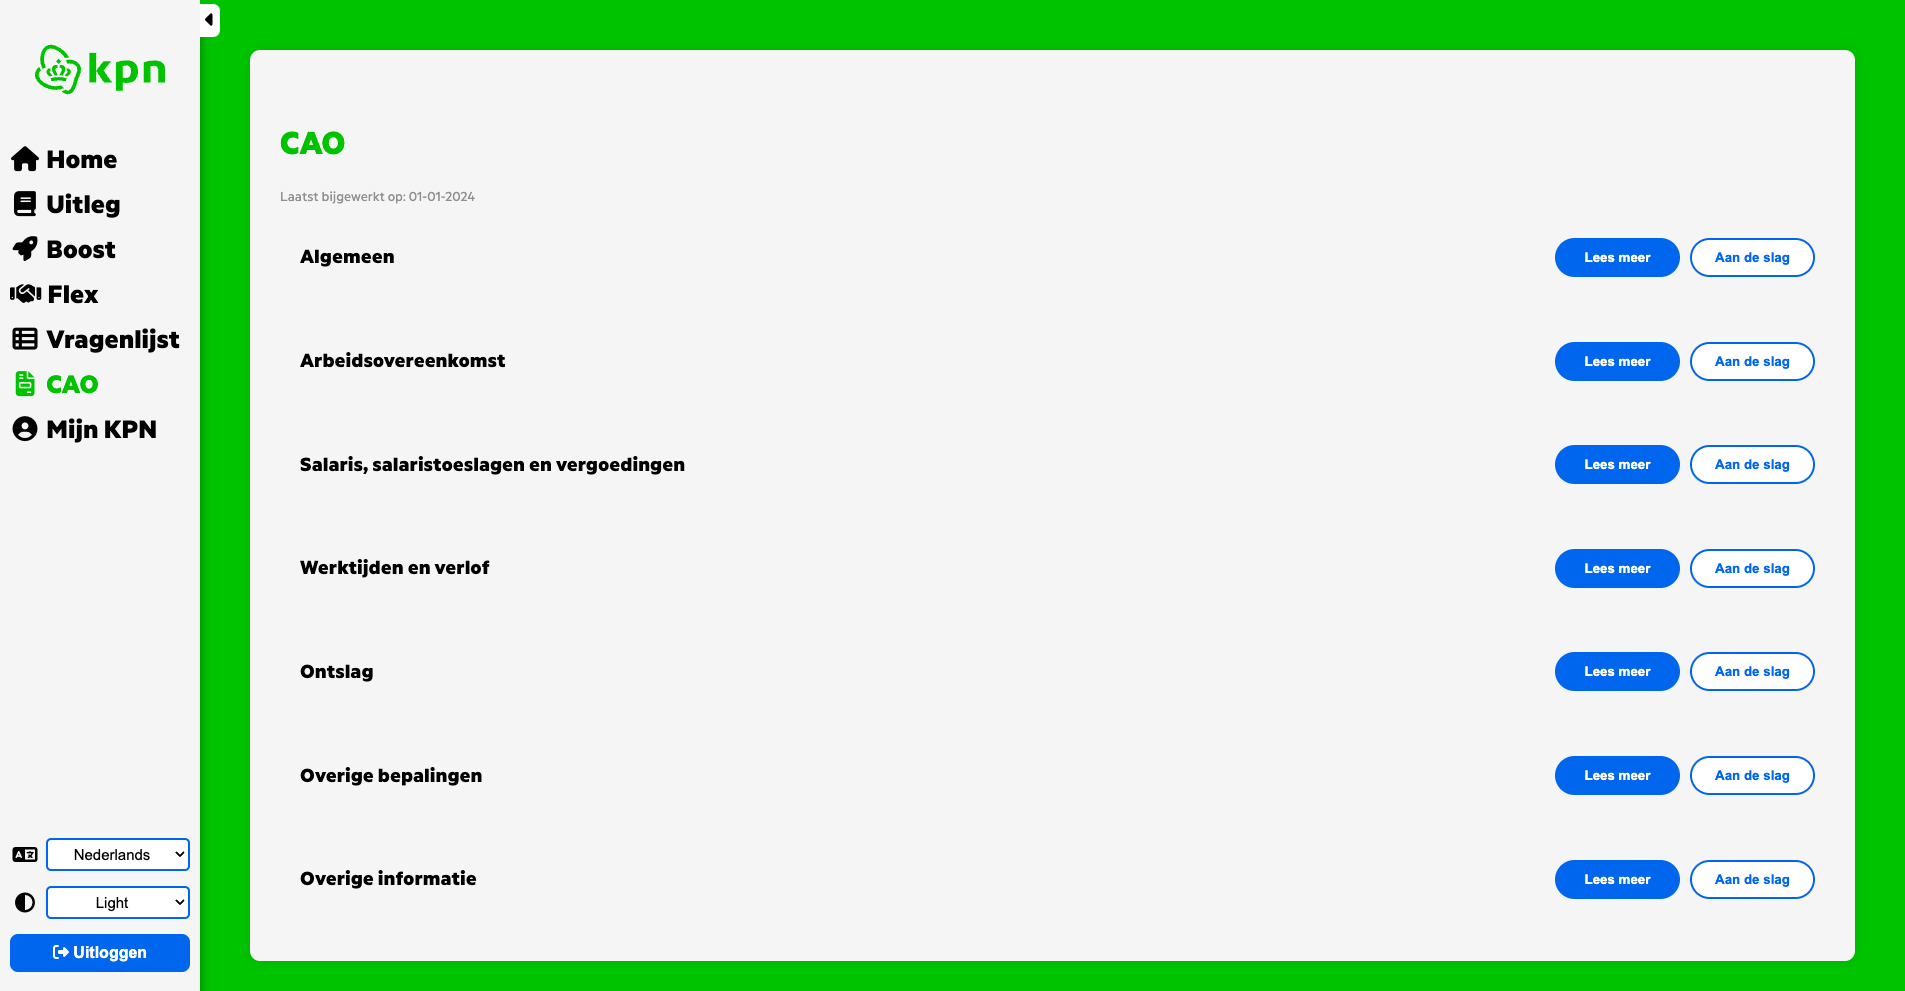 kpn
Home
Uitleg
Boost
Flex
Vragenlijst
CAO
Mijn KPN
Nederlands
Light
Uitloggen
CAO
Laatst bijgewerkt op: 01-01-2024
Algemeen Lees meer Aan de slag
Arbeidsovereenkomst Lees meer Aan de slag
Salaris, salaristoeslagen en vergoedingen Lees meer Aan de slag
Werktijden en verlof Lees meer Aan de slag
Ontslag Lees meer Aan de slag
Overige bepalingen Lees meer Aan de slag
Overige informatie Lees meer Aan de slag